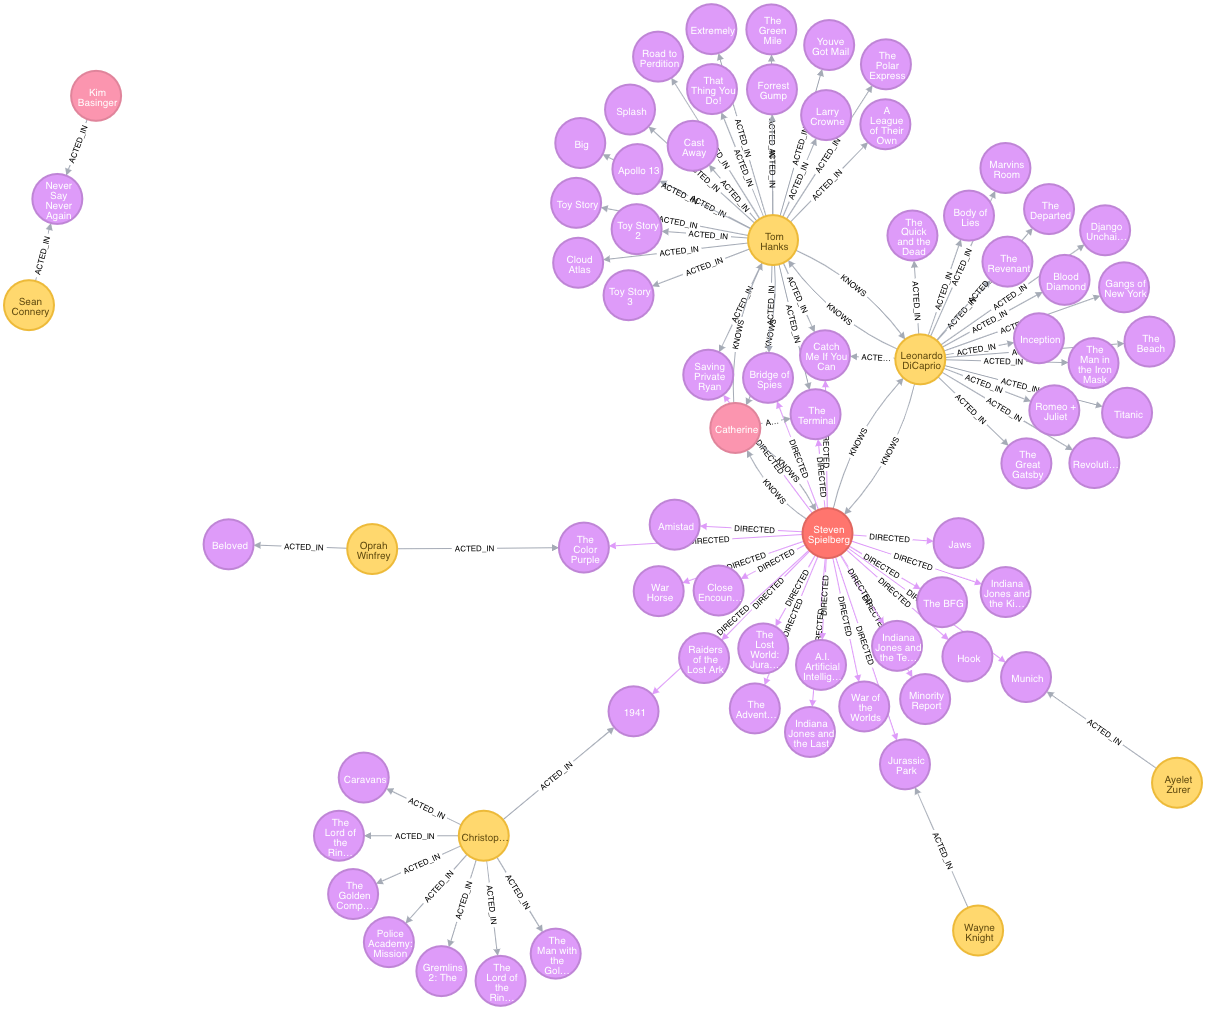 Extremely
The
Green
Mile
Youve
Got Mail
Road to
Perdition
The
Polar
Express
That
Thing You
Do!
Forrest
Gump
Larry
Crowne
A
League
of Their
Own
Splash
Cast
Away
Big
Apollo 13
Toy Story
Toy Story
2
Cloud
Atlas
Toy Story
3
Tom
Hanks
Kim
Basinger
ACTED_IN
Never
Say
Never
Again
ACTED_IN
Sean
Connery
ACTED_IN
ACTED_IN
ACTED_IN
ACTED_IN
ACTED_IN
ACTED_IN
ACTED_IN
ACTED_IN
ACTED_IN
ACTED_IN
ACTED_IN
ACTED_IN
Marvins
Room
Body of
Lies
The
Departed
The
Quick
and the
Dead
Django
Unchai...
The
Revenant
Blood
Diamond
Gangs of
New York
Inception
The
Beach
The
Man in
the Iron
Mask
Romeo +
Juliet
Titanic
The
Great
Gatsby
Revoluti...
Leonardo
DiCaprio
ACTED_IN
ACTED_IN
ACTED_IN
ACTED_IN
ACTED_IN
ACTED_IN
ACTED_IN
ACTED_IN
ACTED_IN
ACTED_IN
ACTED_IN
KNOWS
KNOWS
ACTED_IN
KNOWS
ACTED_IN
KNOWS
ACTED_IN
ACTED_IN
ACTE...
Catch
Me If You
Can
Saving
Private
Ryan
Bridge of
Spies
The
Terminal
Catherine
A...
KNOWS
KNOWS
DIRECTED
DIRECTED
DIRECTED
KNOWS
KNOWS
Steven
Spielberg
Beloved
ACTED_IN
Oprah
Winfrey
ACTED_IN
The
Color
Purple
Amistad
DIRECTED
DIRECTED
DIRECTED
Jaws
War
Horse
DIRECTED
Close
Encoun...
DIRECTED
DIRECTED
Indiana
Jones and
the Ki...
The BFG
DIRECTED
DIRECTED
DIRECTED
DIRECTED
DIRECTED
DIRECTED
DIRECTED
DIRECTED
DIRECTED
DIRECTED
DIRECTED
Raiders
of the
Lost Ark
The
Lost
World:
Jura...
A.I.
Artificial
Intellig...
Indiana
Jones and
the Te...
Hook
Munich
1941
The
Advent...
Indiana
Jones and
the Last
War of
the
Worlds
Minority
Report
Jurassic
Park
ACTED_IN
Ayelet
Zurer
ACTED_IN
Wayne
Knight
ACTED_IN
Caravans
ACTED_IN
The
Lord of
the
Rin...
ACTED_IN
Christop...
The
Golden
Comp...
ACTED_IN
Police
Academy:
Mission
ACTED_IN
Gremlins
2: The
ACTED_IN
The
Lord of
the
Rin...
ACTED_IN
The
Man with
the
Gol...
ACTED_IN